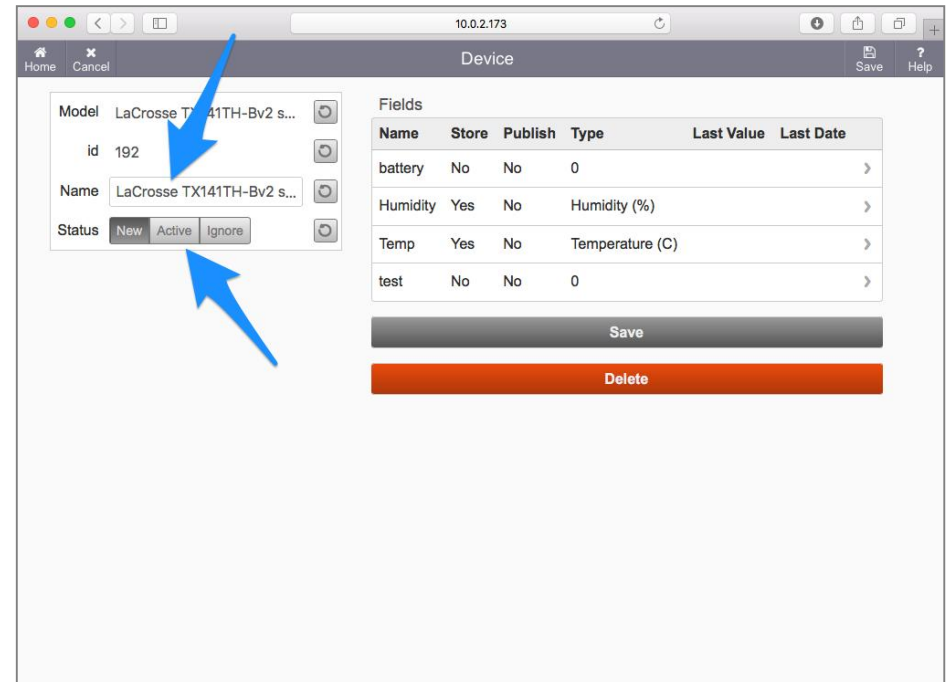 10.0.2.173
Home Cancel Device Save ? Help
Model LaCrosse T 41TH-Bv2 s...
id 192
Name LaCrosse TX141TH-Bv2 s...
Status New Active Ignore
Fields
Name Store Publish Type Last Value Last Date
battery No No 0
Humidity Yes No Humidity (%)
Temp Yes No Temperature (C)
test No No 0
Save
Delete